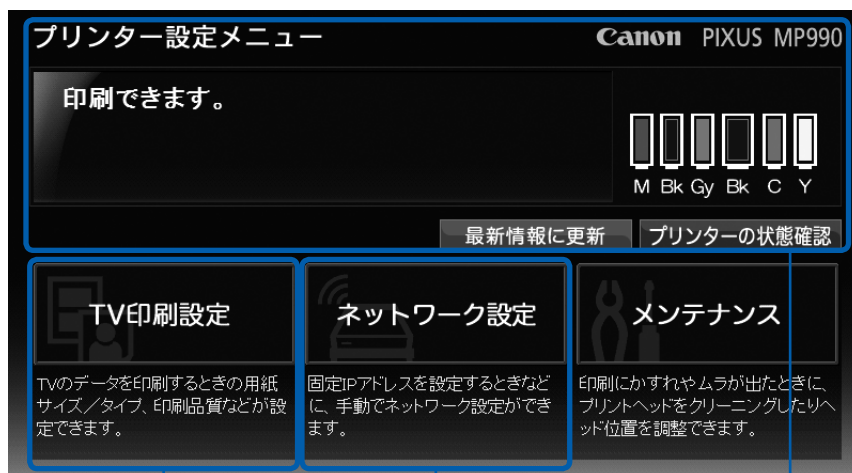 プリンター設定メニュー
Canon PIXUS MP990
印刷できます。
M Bk Gy Bk C Y
最新情報に更新
プリンターの状態確認
TV印刷設定
ネットワーク設定
メンテナンス
TVのデータを印刷するときの用紙
サイズ／タイプ、印刷品質などが設
定できます。
固定IPアドレスを設定するときなど
に、手動でネットワーク設定ができ
ます。
印刷にかすれやムラが出たときに、
プリントヘッドをクリーニングしたりヘ
ッド位置を調整できます。